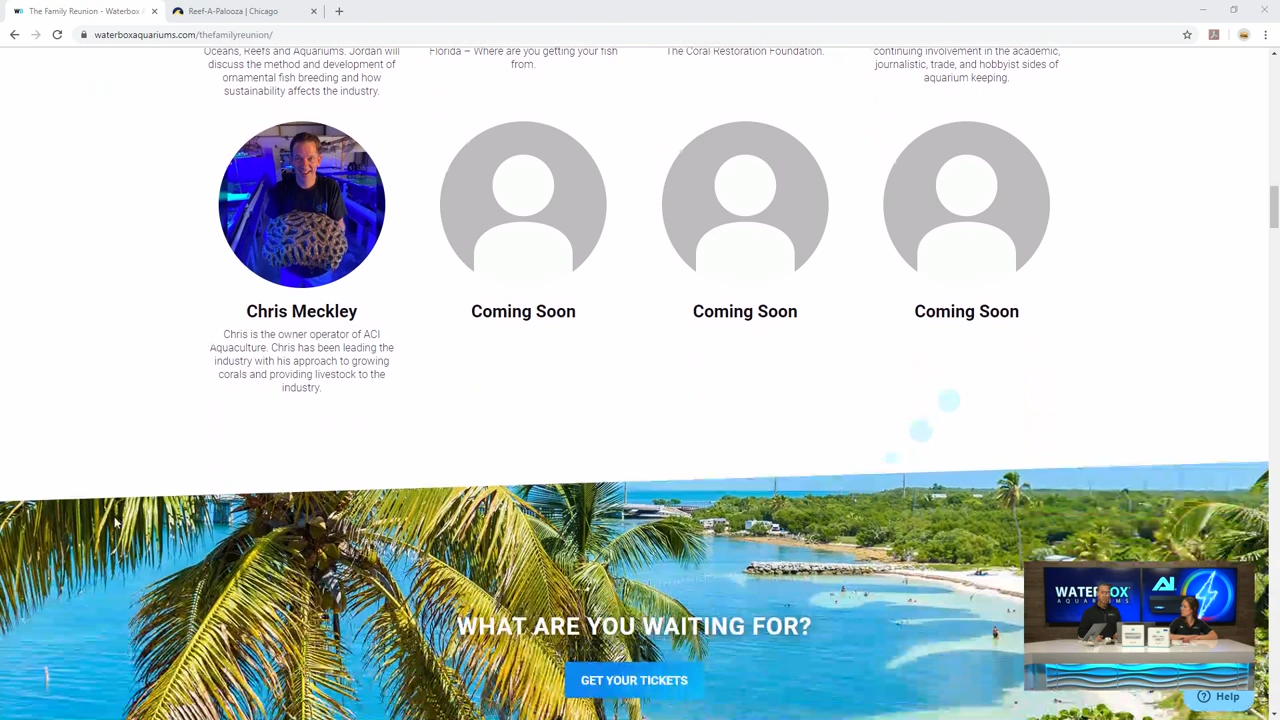 The Family Reunion - Waterbox A
Reef-A-Palooza | Chicago
waterboxaquariums.com/thefamilyreunion/
Oceans, Reefs and Aquariums. Jordan will
discuss the method and development of
ornamental fish breeding and how
sustainability affects the industry.
Florida – Where are you getting your fish
from.
The Coral Restoration Foundation.
continuing involvement in the academic,
journalistic, trade, and hobbyist sides of
aquarium keeping.
Chris Meckley
Chris is the owner operator of ACI
Aquaculture. Chris has been leading the
industry with his approach to growing
corals and providing livestock to the
industry.
Coming Soon
Coming Soon
Coming Soon
WHAT ARE YOU WAITING FOR?
GET YOUR TICKETS
WATERBOX
AQUARIUMS
AI
Help